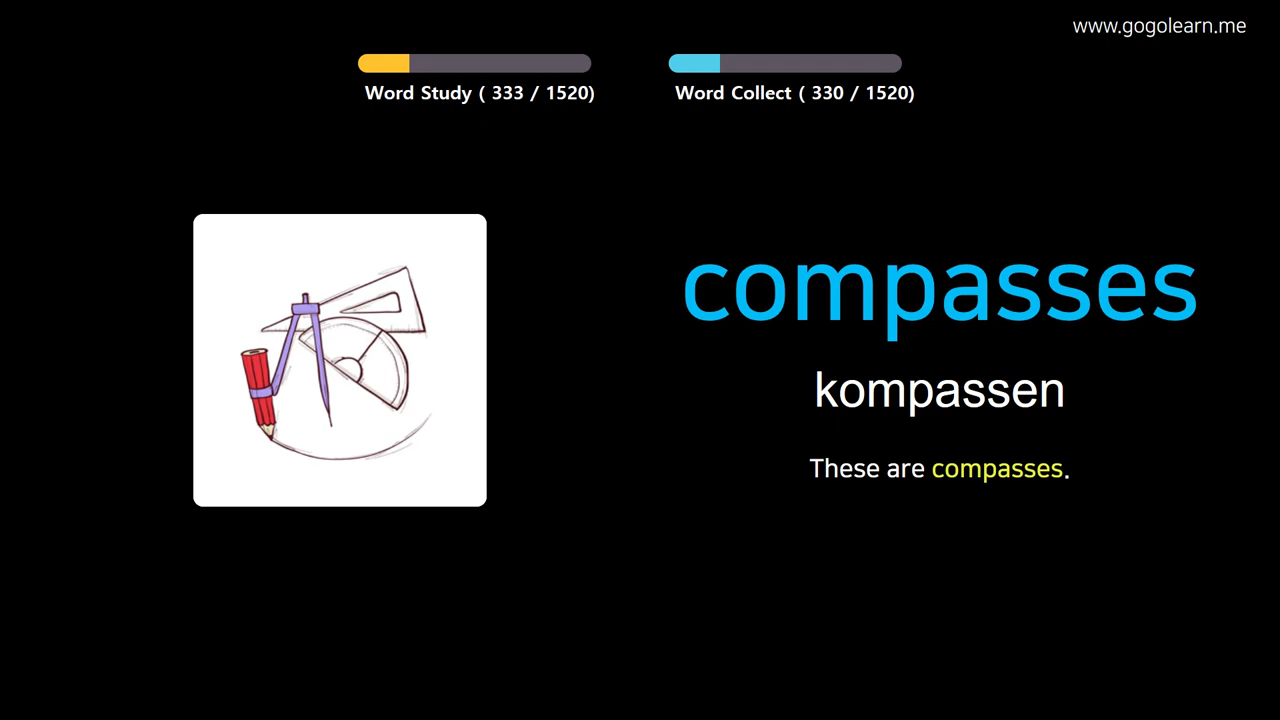 www.gogolearn.me
Word Study ( 333 / 1520)
Word Collect ( 330 / 1520)
compasses
kompassen
These are compasses.